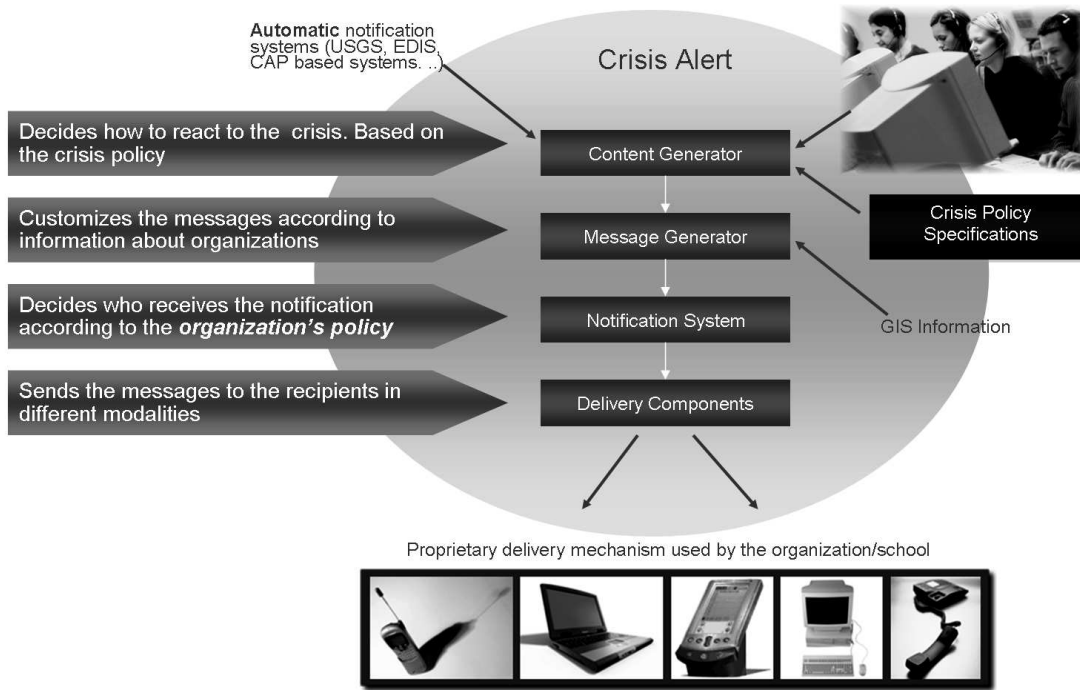 Automatic notification
systems (USGS, EDIS,
CAP based systems. ..)
Crisis Alert
Decides how to react to the crisis. Based on
the crisis policy
Content Generator
Customizes the messages according to
information about organizations
Message Generator
Crisis Policy
Specifications
Decides who receives the notification
according to the organization's policy
Notification System
GIS Information
Sends the messages to the recipients in
different modalities
Delivery Components
Proprietary delivery mechanism used by the organization/school